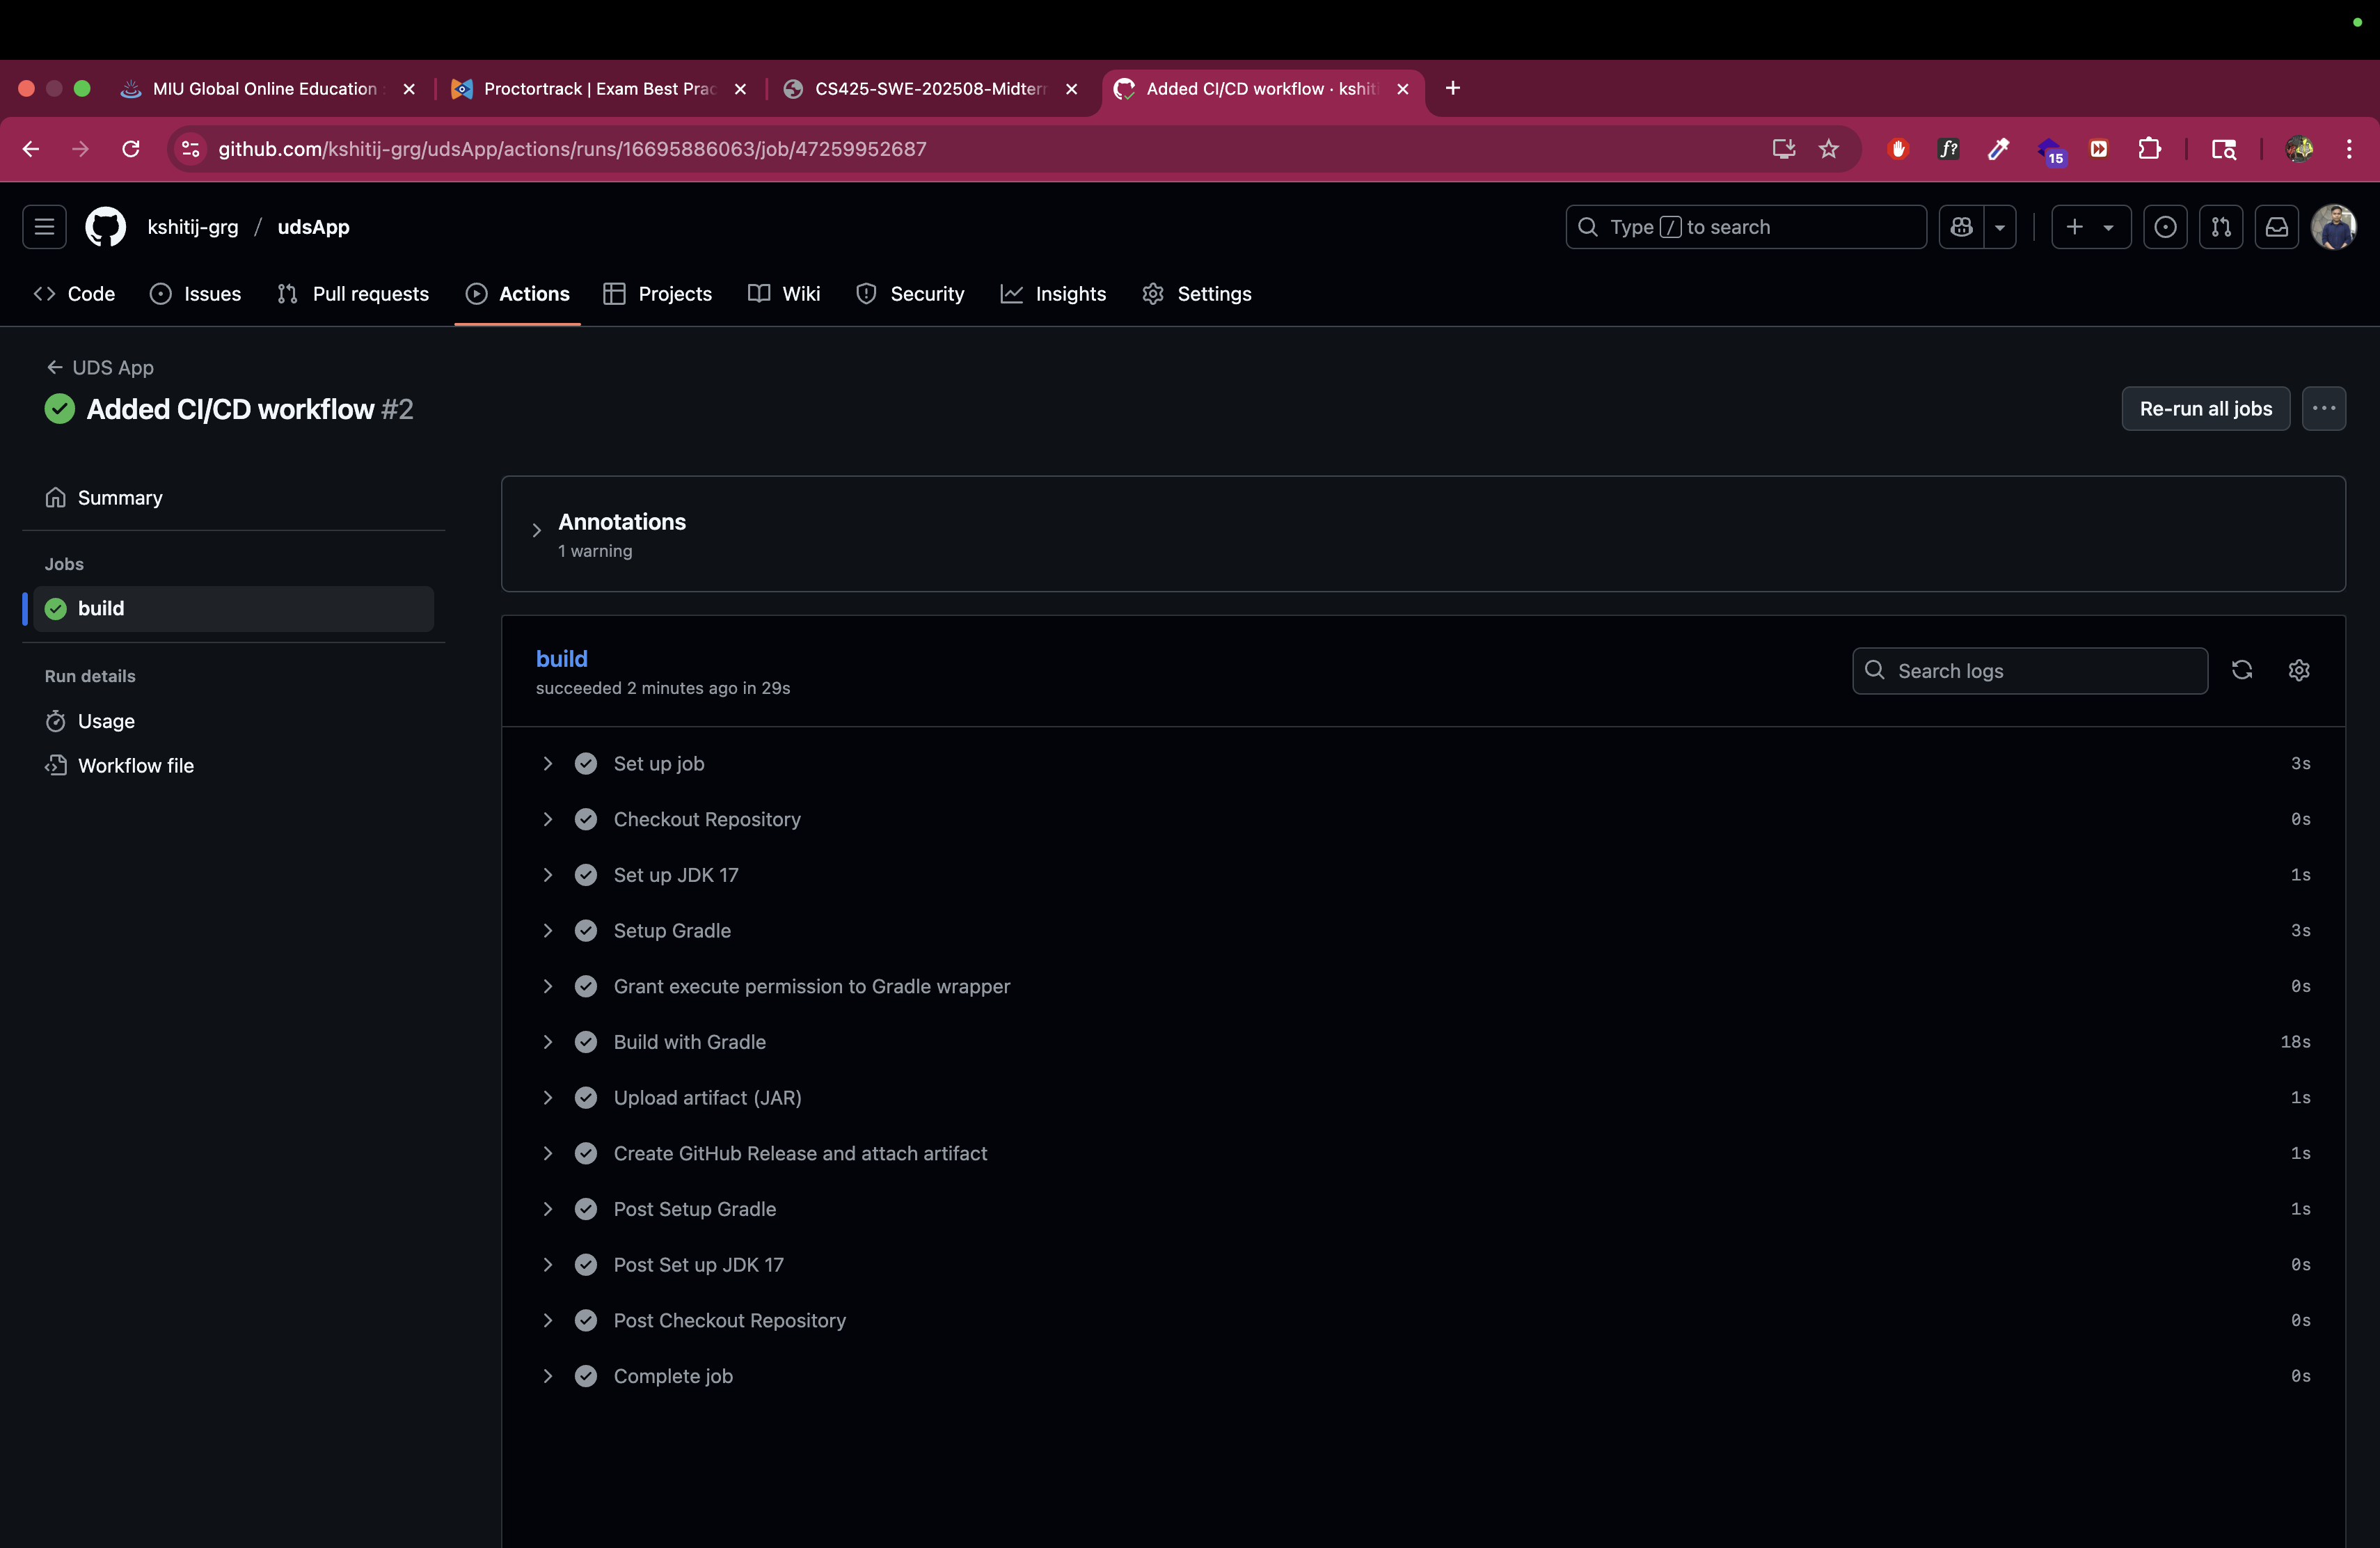 MIU Global Online Education :
Proctortrack | Exam Best Prac
CS425-SWE-202508-Midterm
Added CI/CD workflow · kshiti
github.com/kshitij-grg/udsApp/actions/runs/16695886063/job/47259952687
f?
15
kshitij-grg / udsApp
Type / to search
Code
Issues
Pull requests
Actions
Projects
Wiki
Security
Insights
Settings
UDS App
Added CI/CD workflow #2
Re-run all jobs
Summary
Jobs
build
Run details
Usage
Workflow file
Annotations
1 warning
build
succeeded 2 minutes ago in 29s
Search logs
Set up job 3s
Checkout Repository 0s
Set up JDK 17 1s
Setup Gradle 3s
Grant execute permission to Gradle wrapper 0s
Build with Gradle 18s
Upload artifact (JAR) 1s
Create GitHub Release and attach artifact 1s
Post Setup Gradle 1s
Post Set up JDK 17 0s
Post Checkout Repository 0s
Complete job 0s